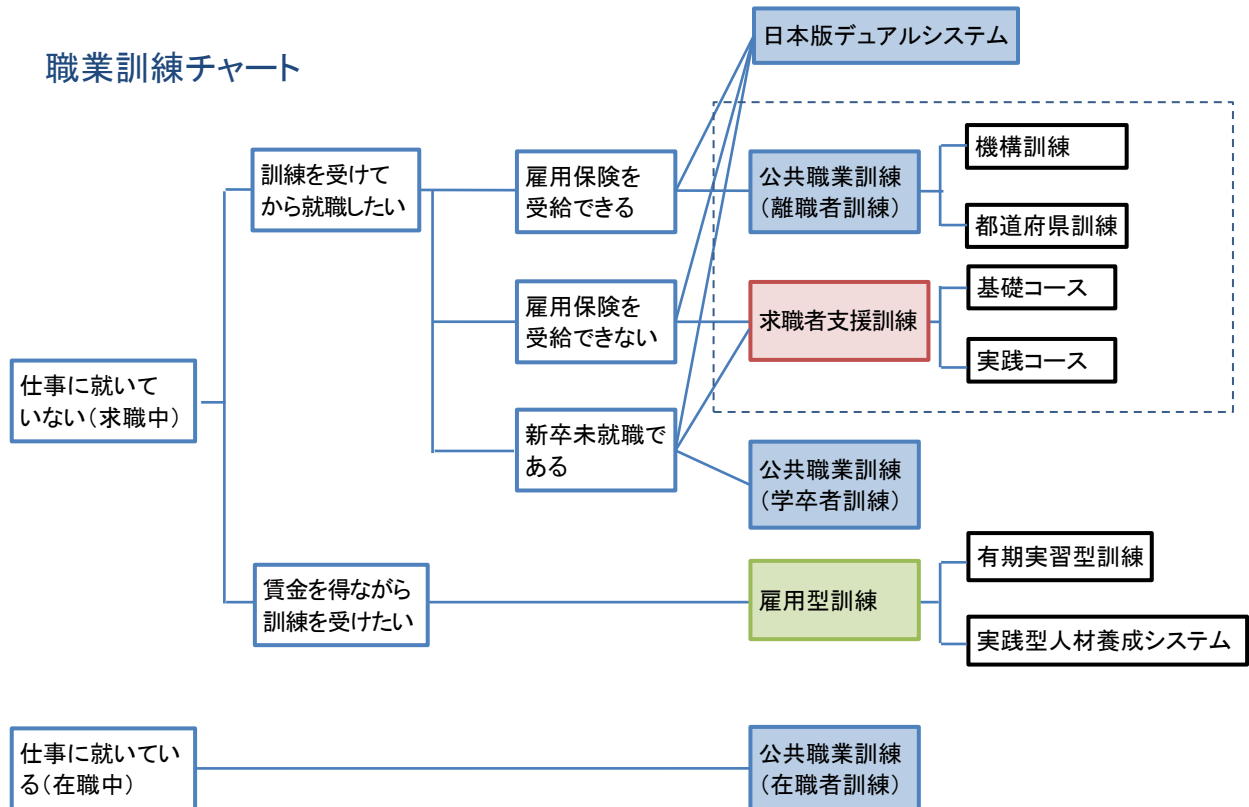 職業訓練チャート
日本版デュアルシステム
訓練を受けて
から就職したい
雇用保険を
受給できる
公共職業訓練
（離職者訓練）
機構訓練
都道府県訓練
雇用保険を
受給できない
求職者支援訓練
基礎コース
実践コース
仕事に就いて
いない（求職中）
新卒未就職で
ある
公共職業訓練
（学卒者訓練）
賃金を得ながら
訓練を受けたい
雇用型訓練
有期実習型訓練
実践型人材養成システム
仕事に就いてい
る（在職中）
公共職業訓練
（在職者訓練）